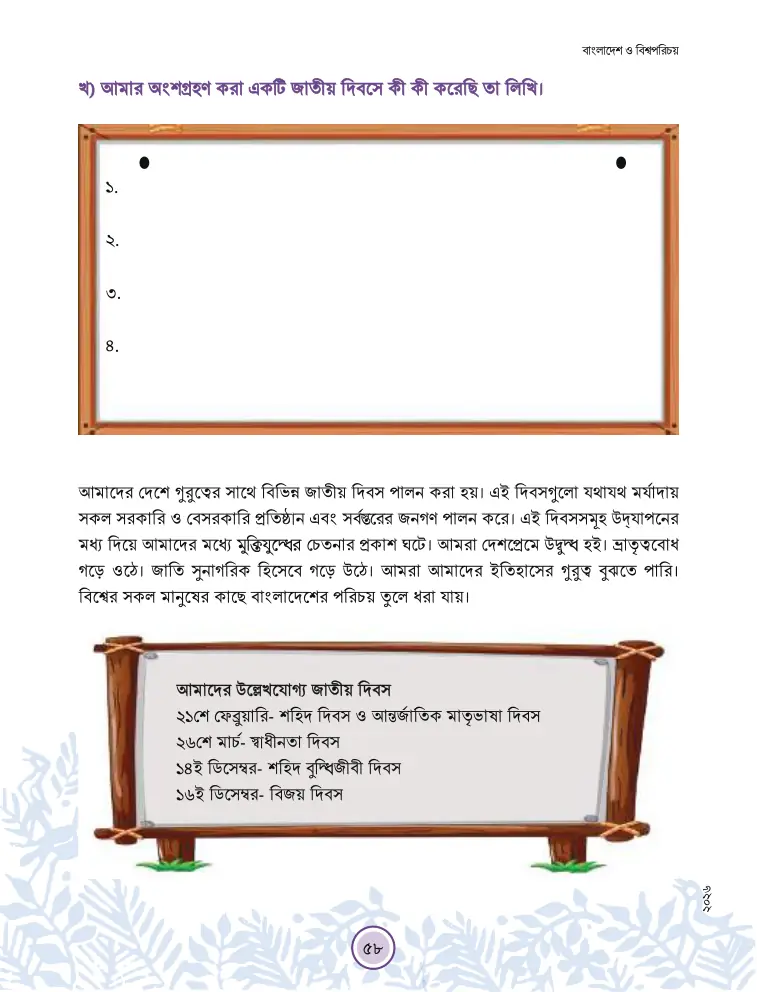 বাংলাদেশ ও বিশ্বপরিচয়
খ) আমার অংশগ্রহণ করা একটি জাতীয় দিবসে কী কী করেছি তা লিখি।
১.
২.
৩.
৪.
আমাদের দেশে গুরুত্বের সাথে বিভিন্ন জাতীয় দিবস পালন করা হয়। এই দিবসগুলো যথাযথ মর্যাদায়
সকল সরকারি ও বেসরকারি প্রতিষ্ঠান এবং সর্বস্তরের জনগণ পালন করে। এই দিবসসমূহ উদ্‌যাপনের
মধ্য দিয়ে আমাদের মধ্যে মুক্তিযুদ্ধের চেতনার প্রকাশ ঘটে। আমরা দেশপ্রেমে উদ্বুদ্ধ হই। ভ্রাতৃত্ববোধ
গড়ে ওঠে। জাতি সুনাগরিক হিসেবে গড়ে উঠে। আমরা আমাদের ইতিহাসের গুরুত্ব বুঝতে পারি।
বিশ্বের সকল মানুষের কাছে বাংলাদেশের পরিচয় তুলে ধরা যায়।
আমাদের উল্লেখযোগ্য জাতীয় দিবস
২১শে ফেব্রুয়ারি- শহিদ দিবস ও আন্তর্জাতিক মাতৃভাষা দিবস
২৬শে মার্চ- স্বাধীনতা দিবস
১৪ই ডিসেম্বর- শহিদ বুদ্ধিজীবী দিবস
১৬ই ডিসেম্বর- বিজয় দিবস
২০২৬
৫৮